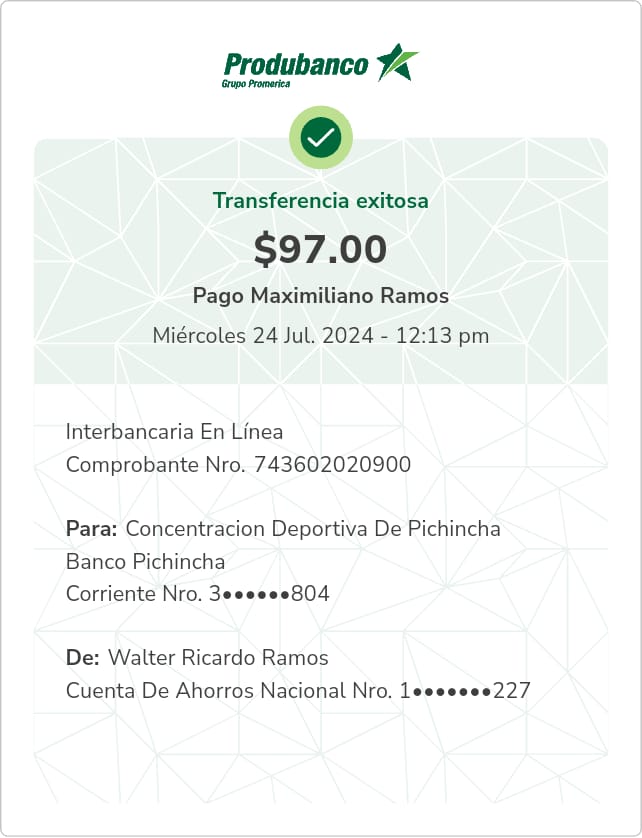 Produbanco
Grupo Promerica
Transferencia exitosa
$97.00
Pago Maximiliano Ramos
Miércoles 24 Jul. 2024 - 12:13 pm
Interbancaria En Línea
Comprobante Nro. 743602020900
Para: Concentracion Deportiva De Pichincha
Banco Pichincha
Corriente Nro. 3••••••804
De: Walter Ricardo Ramos
Cuenta De Ahorros Nacional Nro. 1•••••••227